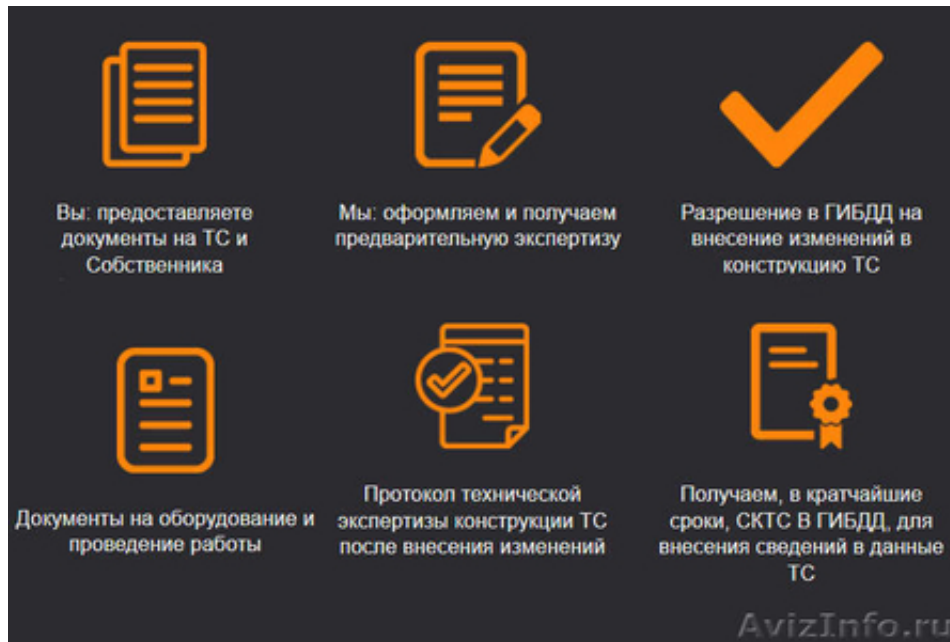 Вы: предоставляете
документы на ТС и
Собственника
Мы: оформляем и получаем
предварительную экспертизу
Разрешение в ГИБДД на
внесение изменений в
конструкцию ТС
Документы на оборудование и
проведение работы
Протокол технической
экспертизы конструкции ТС
после внесения изменений
Получаем, в кратчайшие
сроки, СКТС В ГИБДД, для
внесения сведений в данные
ТС
AvizInfo.ru